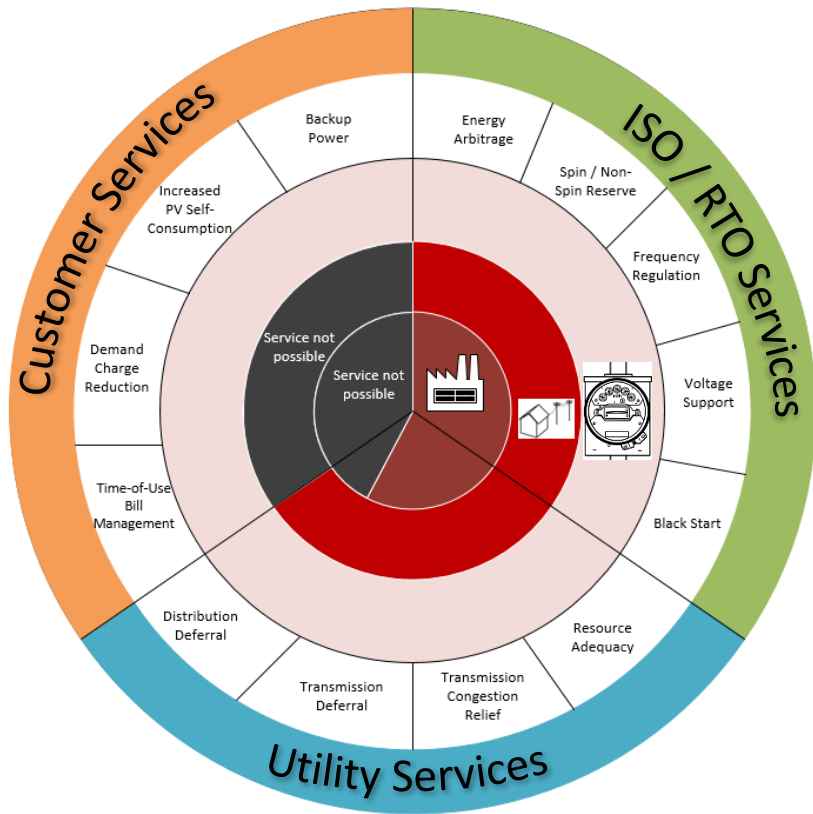 Customer Services
ISO / RTO Services
Utility Services
Backup
Power
Energy
Arbitrage
Spin / Non-
Spin Reserve
Frequency
Regulation
Voltage
Support
Black Start
Resource
Adequacy
Transmission
Congestion
Relief
Transmission
Deferral
Distribution
Deferral
Time-of-Use
Bill
Management
Demand
Charge
Reduction
Increased
PV Self-
Consumption
Service not
possible
Service not
possible